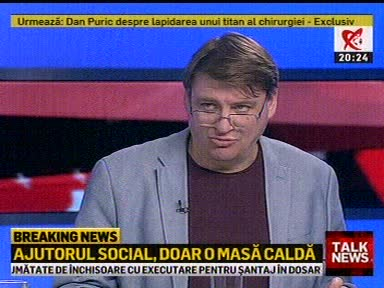 Urmează: Dan Puric despre lapidarea unui titan al chirurgiei - Exclusiv
20:24
BREAKING NEWS
AJUTORUL SOCIAL, DOAR O MASĂ CALDĂ
JMĂTATE DE ÎNCHISOARE CU EXECUTARE PENTRU ŞANTAJ ÎN DOSAR
TALK
NEWS